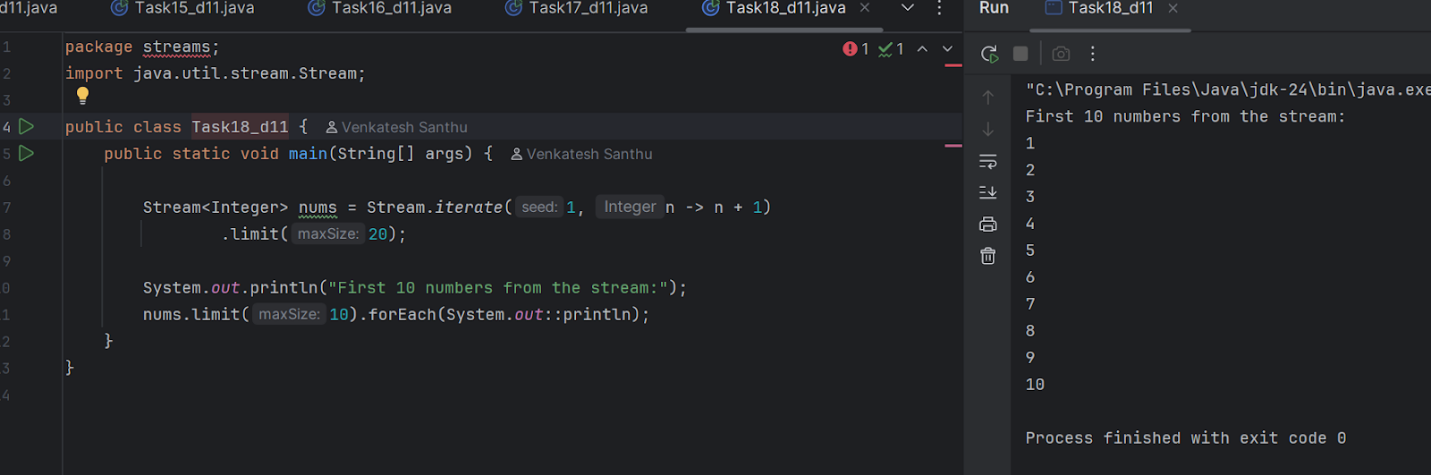 d11.java Task15_d11.java Task16_d11.java Task17_d11.java Task18_d11.java
1 package streams; 1 1
2 import java.util.stream.Stream;
3
4 public class Task18_d11 { Venkatesh Santhu
5 public static void main(String[] args) { Venkatesh Santhu
6
7 Stream<Integer> nums = Stream.iterate( seed: 1, Integer n -> n + 1)
8 .limit( maxSize: 20);
9
0 System.out.println("First 10 numbers from the stream:");
1 nums.limit( maxSize: 10).forEach(System.out::println);
2 }
3 }
4
Run Task18_d11
"C:\Program Files\Java\jdk-24\bin\java.exe
First 10 numbers from the stream:
1
2
3
4
5
6
7
8
9
10
Process finished with exit code 0